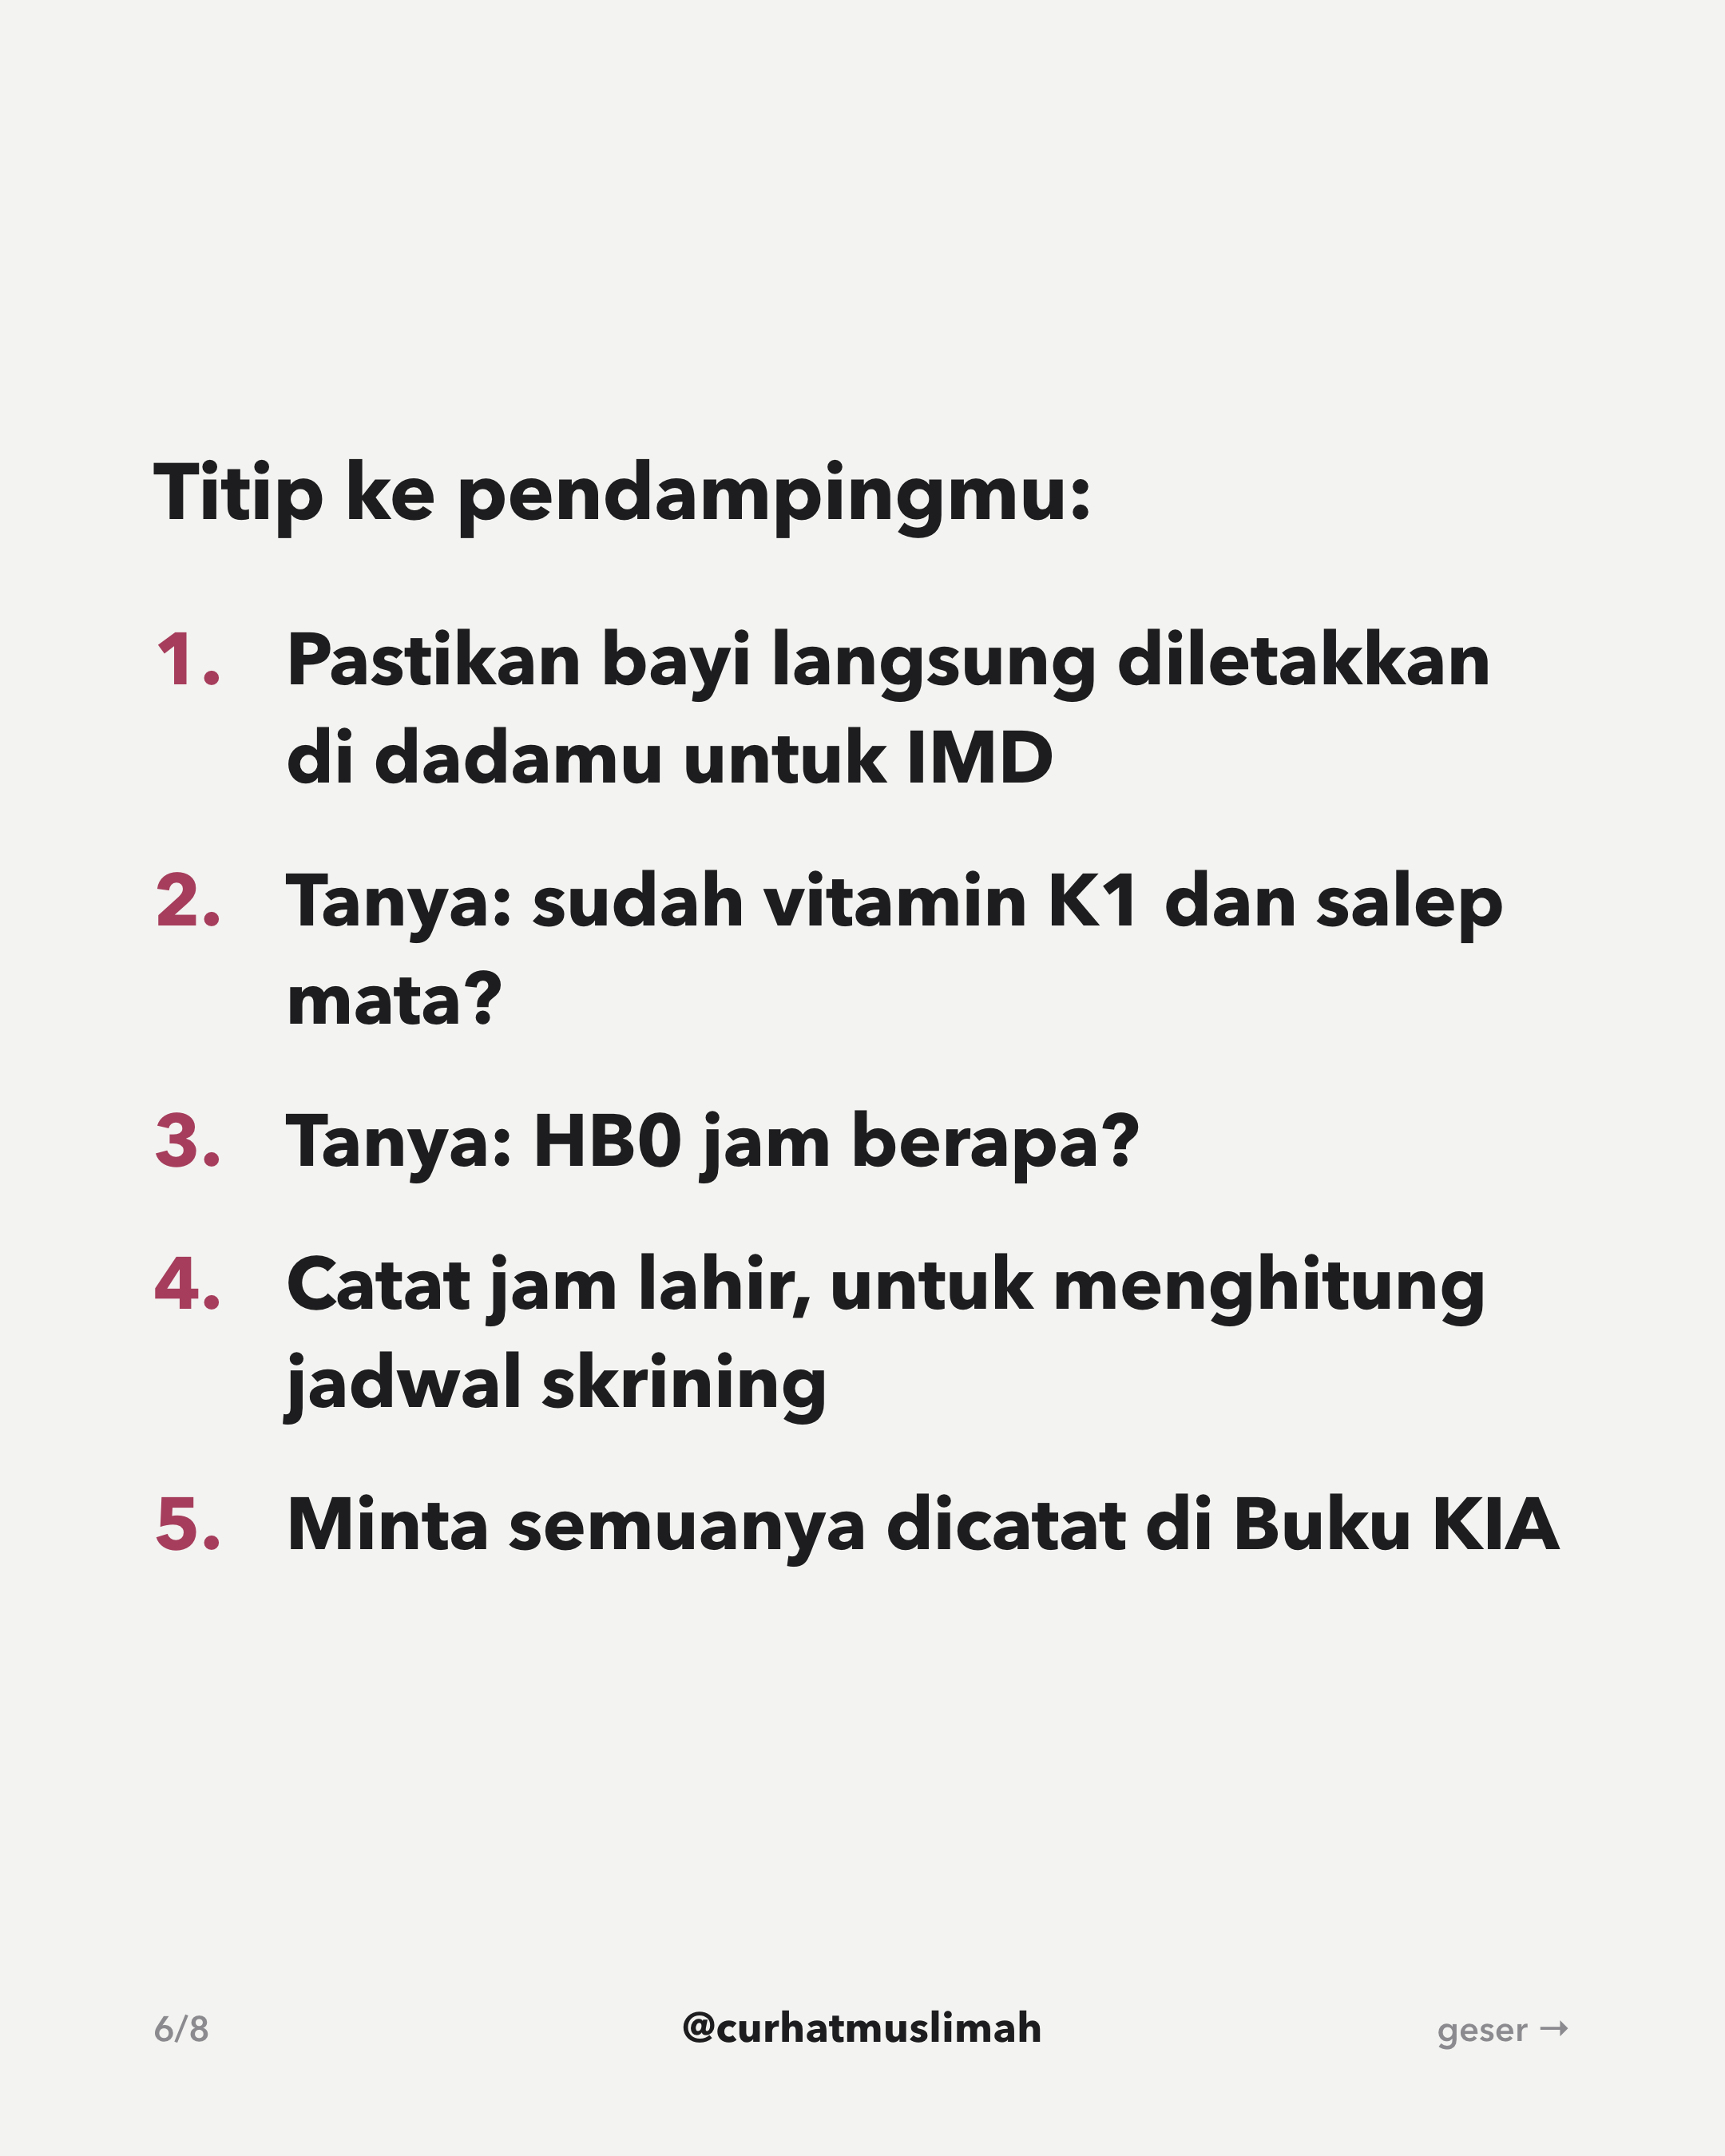 Titip ke pendampingmu:
1. Pastikan bayi langsung diletakkan
di dadamu untuk IMD
2. Tanya: sudah vitamin K1 dan salep
mata?
3. Tanya: HB0 jam berapa?
4. Catat jam lahir, untuk menghitung
jadwal skrining
5. Minta semuanya dicatat di Buku KIA
6/8 @curhatmuslimah geser →